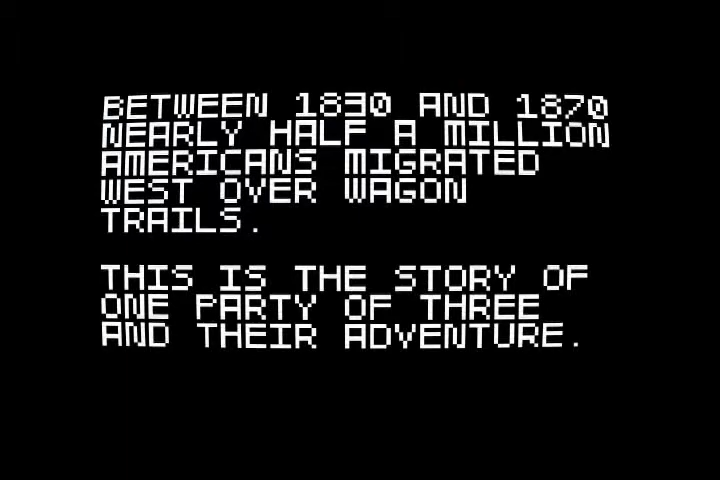 BETWEEN 1830 AND 1870
NEARLY HALF A MILLION
AMERICANS MIGRATED
WEST OVER WAGON
TRAILS.
THIS IS THE STORY OF
ONE PARTY OF THREE
AND THEIR ADVENTURE.